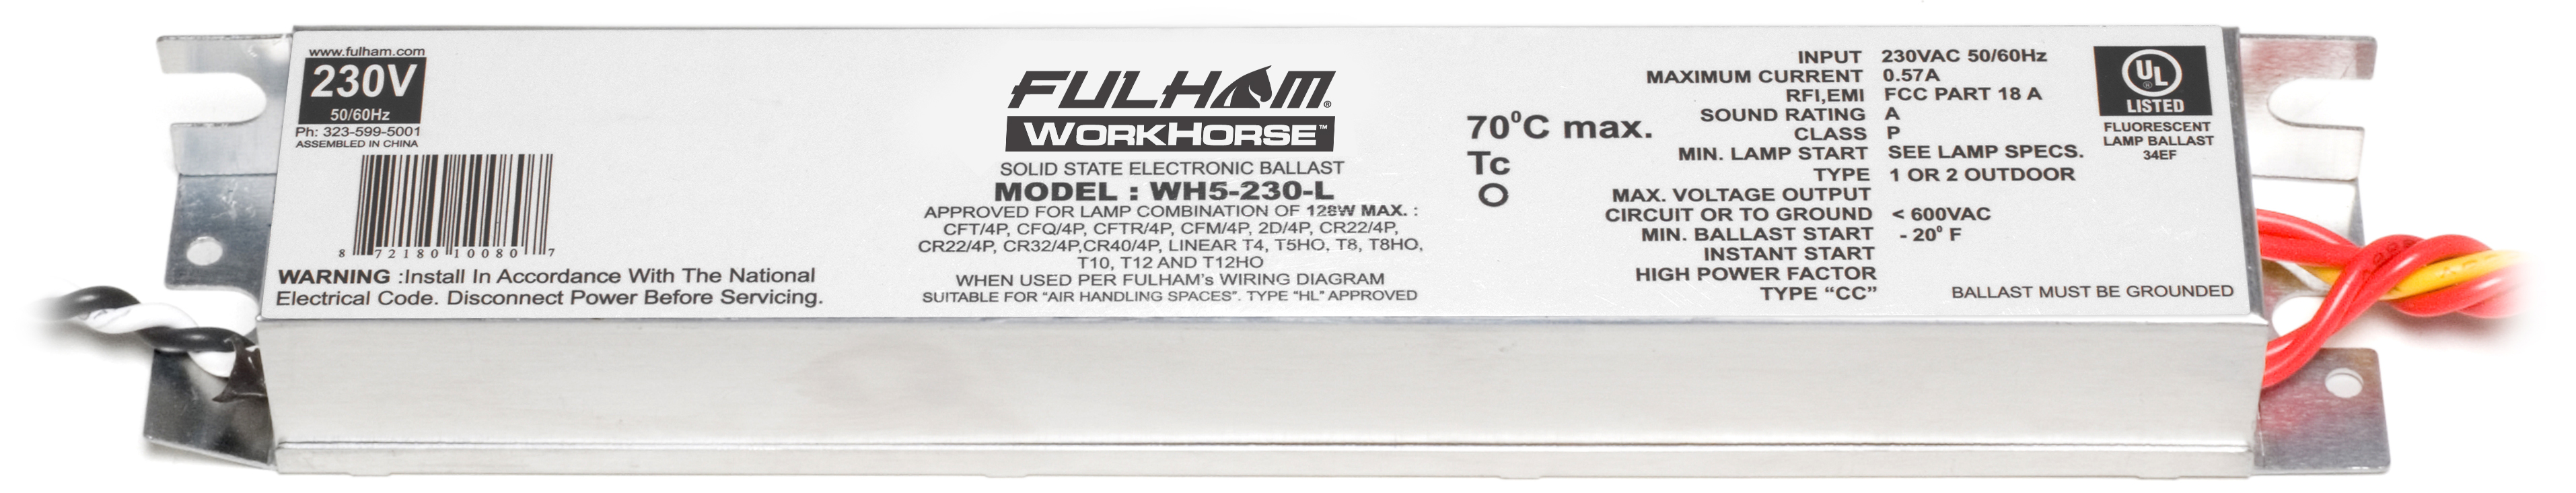 www.fulham.com
230V
50/60Hz
Ph: 323-599-5001
ASSEMBLED IN CHINA
8 72180 10080 7
WARNING :Install In Accordance With The National
Electrical Code. Disconnect Power Before Servicing.
FULHAM®
WORKHORSE™
SOLID STATE ELECTRONIC BALLAST
MODEL : WH5-230-L
APPROVED FOR LAMP COMBINATION OF 128W MAX. :
CFT/4P, CFQ/4P, CFTR/4P, CFM/4P, 2D/4P, CR22/4P,
CR22/4P, CR32/4P,CR40/4P, LINEAR T4, T5HO, T8, T8HO,
T10, T12 AND T12HO
WHEN USED PER FULHAM's WIRING DIAGRAM
SUITABLE FOR "AIR HANDLING SPACES". TYPE "HL" APPROVED
70⁰C max.
Tc
INPUT 230VAC 50/60Hz
MAXIMUM CURRENT 0.57A
RFI,EMI FCC PART 18 A
SOUND RATING A
CLASS P
MIN. LAMP START SEE LAMP SPECS.
TYPE 1 OR 2 OUTDOOR
MAX. VOLTAGE OUTPUT
CIRCUIT OR TO GROUND < 600VAC
MIN. BALLAST START - 20⁰ F
INSTANT START
HIGH POWER FACTOR
TYPE "CC"
UL®
LISTED
FLUORESCENT
LAMP BALLAST
34EF
BALLAST MUST BE GROUNDED